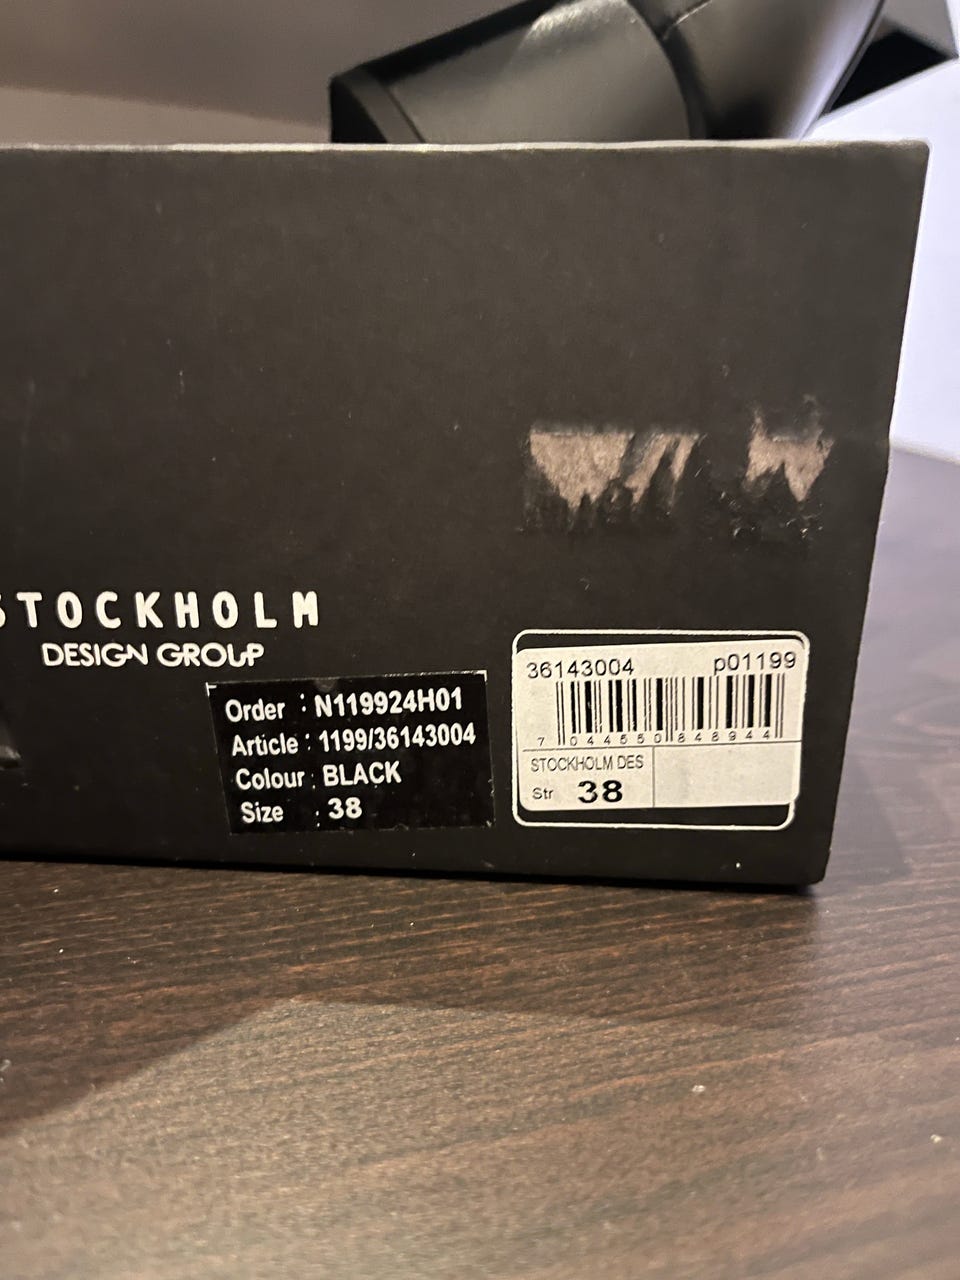 STOCKHOLM
DESIGN GROUP
Order : N119924H01
Article : 1199/36143004
Colour : BLACK
Size : 38
36143004 p01199
7 044550 848944
STOCKHOLM DES
Str 38